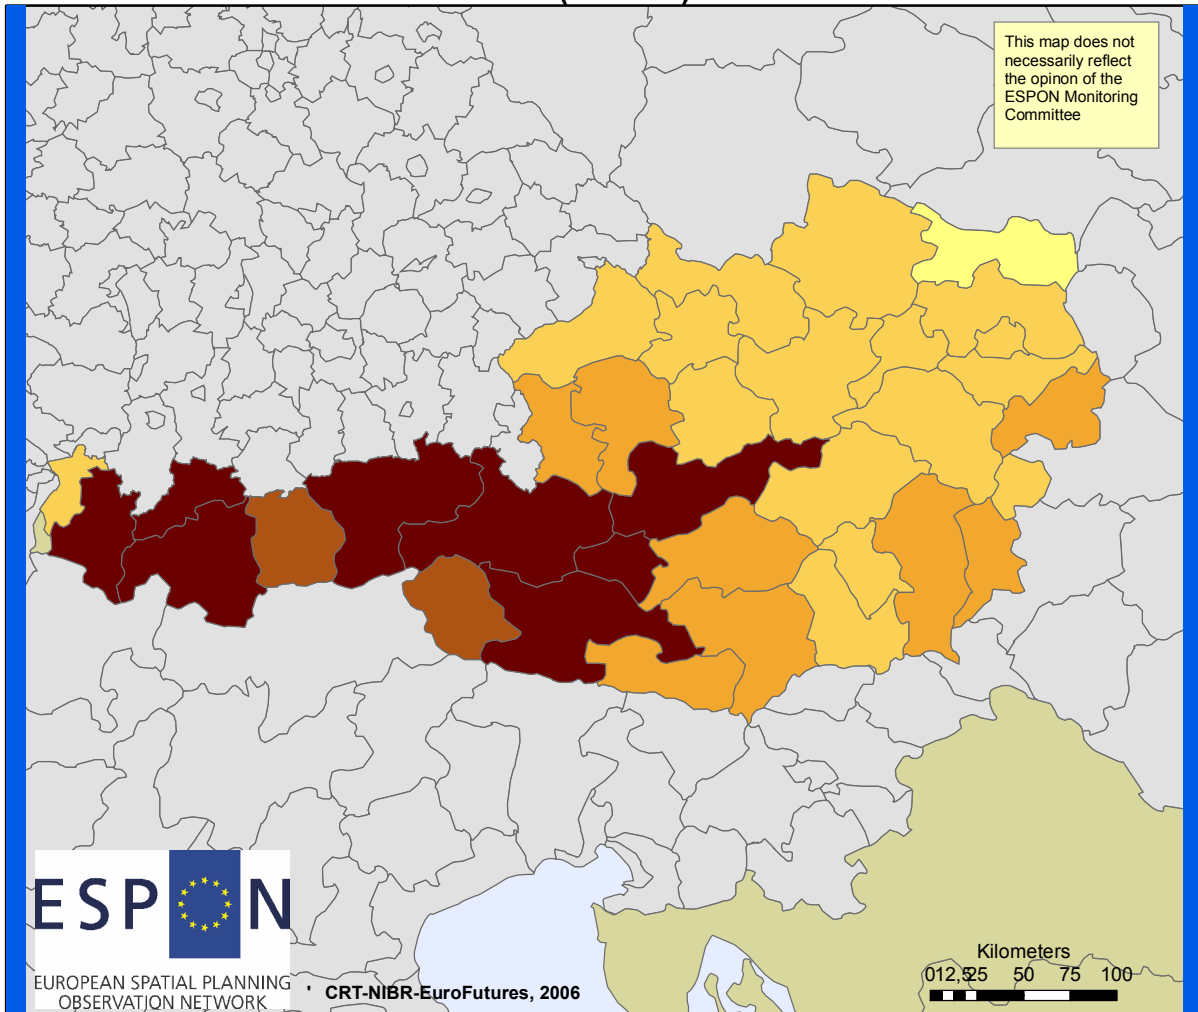 This map does not
necessarily reflect
the opinon of the
ESPON Monitoring
Committee
ESPON
EUROPEAN SPATIAL PLANNING
OBSERVATION NETWORK
' CRT-NIBR-EuroFutures, 2006
Kilometers
012,525 50 75 100